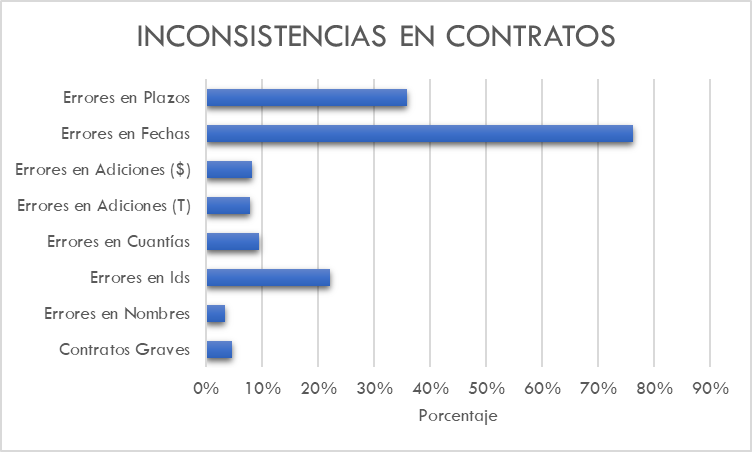 INCONSISTENCIAS EN CONTRATOS
Errores en Plazos
Errores en Fechas
Errores en Adiciones ($)
Errores en Adiciones (T)
Errores en Cuantías
Errores en Ids
Errores en Nombres
Contratos Graves
0% 10% 20% 30% 40% 50% 60% 70% 80% 90%
Porcentaje